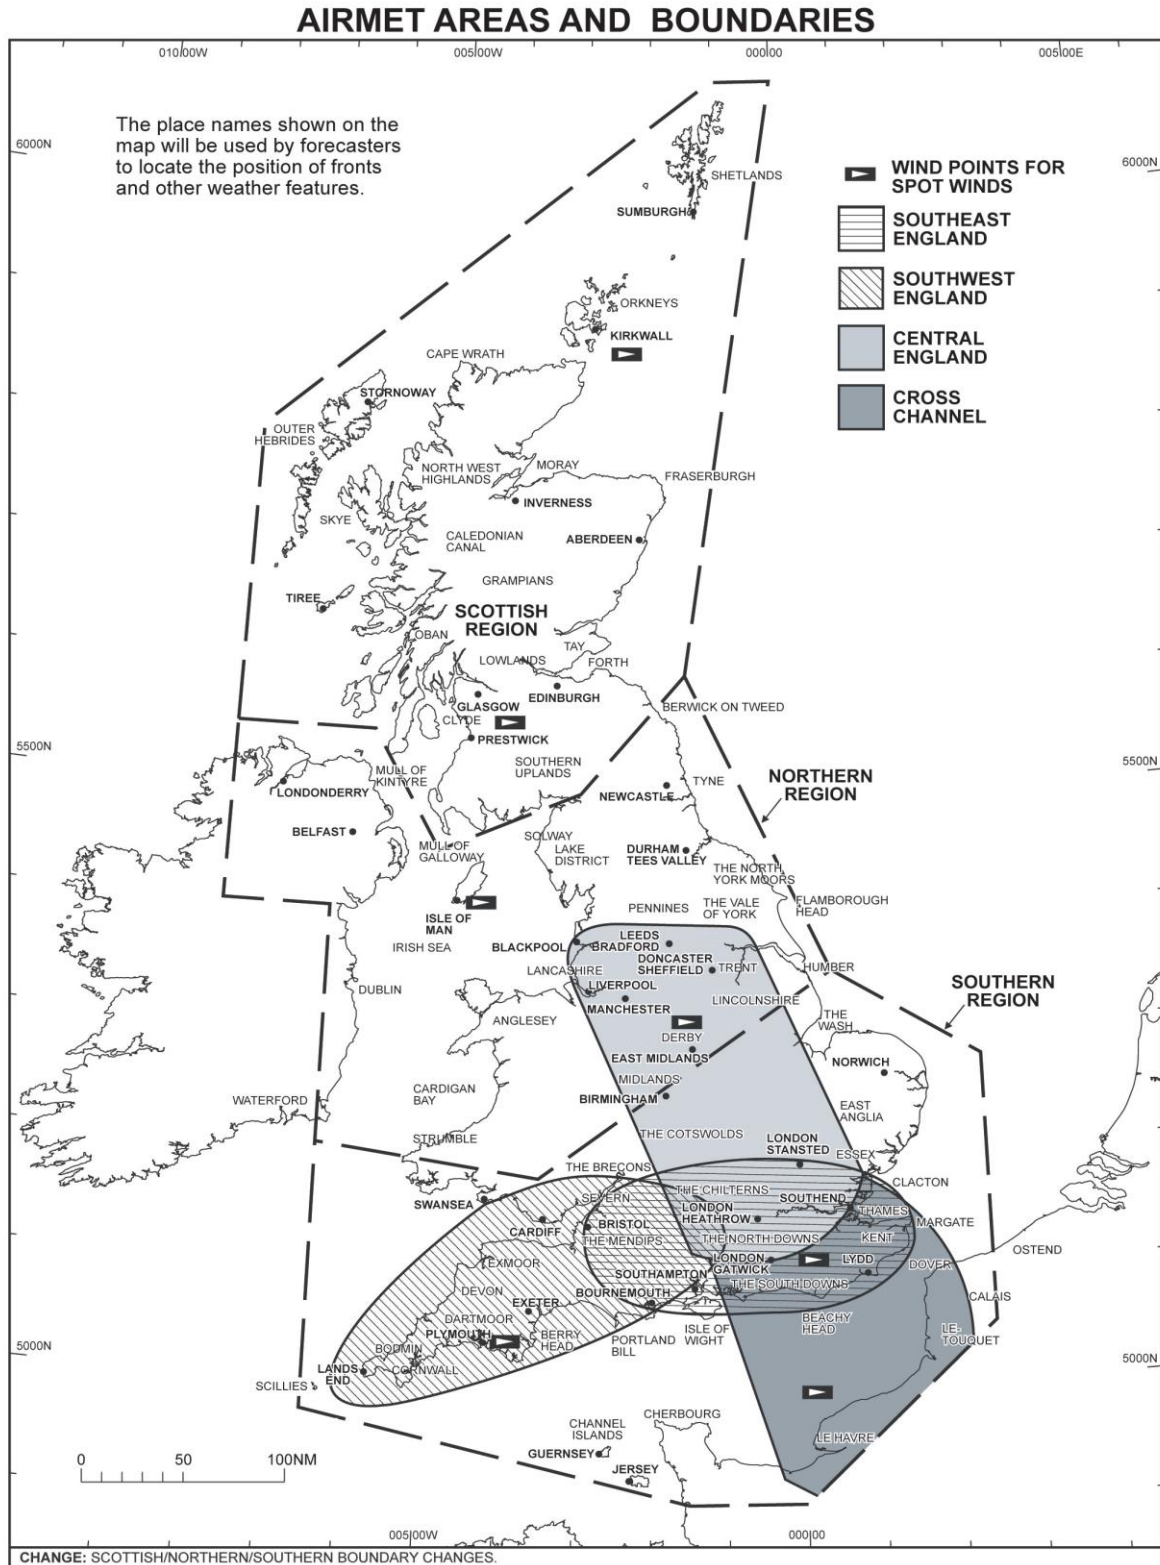 AIRMET AREAS AND BOUNDARIES
010|00W
005|00W
000|00
005|00E
The place names shown on the
map will be used by forecasters
to locate the position of fronts
and other weather features.
6000N
6000N
WIND POINTS FOR
SPOT WINDS
SOUTHEAST
ENGLAND
SOUTHWEST
ENGLAND
CENTRAL
ENGLAND
CROSS
CHANNEL
SHETLANDS
SUMBURGH
ORKNEYS
KIRKWALL
CAPE WRATH
STORNOWAY
OUTER
HEBRIDES
NORTH WEST
HIGHLANDS
MORAY
FRASERBURGH
INVERNESS
SKYE
CALEDONIAN
CANAL
ABERDEEN
GRAMPIANS
TIREE
SCOTTISH
REGION
OBAN
TAY
LOWLANDS
FORTH
EDINBURGH
GLASGOW
CLYDE
BERWICK ON TWEED
PRESTWICK
5500N
5500N
SOUTHERN
UPLANDS
MULL OF
KINTYRE
LONDONDERRY
TYNE
NEWCASTLE
NORTHERN
REGION
BELFAST
SOLWAY
MULL OF
GALLOWAY
LAKE
DISTRICT
DURHAM
TEES VALLEY
THE NORTH
YORK MOORS
PENNINES
THE VALE
OF YORK
FLAMBOROUGH
HEAD
ISLE OF
MAN
IRISH SEA
BLACKPOOL
LEEDS
BRADFORD
DONCASTER
SHEFFIELD
TRENT
HUMBER
LANCASHIRE
LIVERPOOL
MANCHESTER
LINCOLNSHIRE
SOUTHERN
REGION
DUBLIN
ANGLESEY
THE
WASH
DERBY
EAST MIDLANDS
NORWICH
MIDLANDS
CARDIGAN
BAY
BIRMINGHAM
WATERFORD
EAST
ANGLIA
STRUMBLE
THE COTSWOLDS
LONDON
STANSTED
ESSEX
THE BRECONS
THE CHILTERNS
CLACTON
SWANSEA
SEVERN
SOUTHEND
THAMES
LONDON
HEATHROW
MARGATE
CARDIFF
BRISTOL
THE MENDIPS
THE NORTH DOWNS
KENT
OSTEND
EXMOOR
LONDON
GATWICK
LYDD
DOVER
SOUTHAMPTON
THE SOUTH DOWNS
DEVON
BOURNEMOUTH
CALAIS
EXETER
DARTMOOR
PLYMOUTH
BERRY
HEAD
PORTLAND
BILL
ISLE OF
WIGHT
BEACHY
HEAD
LE-
TOUQUET
5000N
5000N
BODMIN
LANDS
END
CORNWALL
SCILLIES
CHERBOURG
CHANNEL
ISLANDS
LE HAVRE
GUERNSEY
JERSEY
0
50
100NM
005|00W
000|00
CHANGE: SCOTTISH/NORTHERN/SOUTHERN BOUNDARY CHANGES.